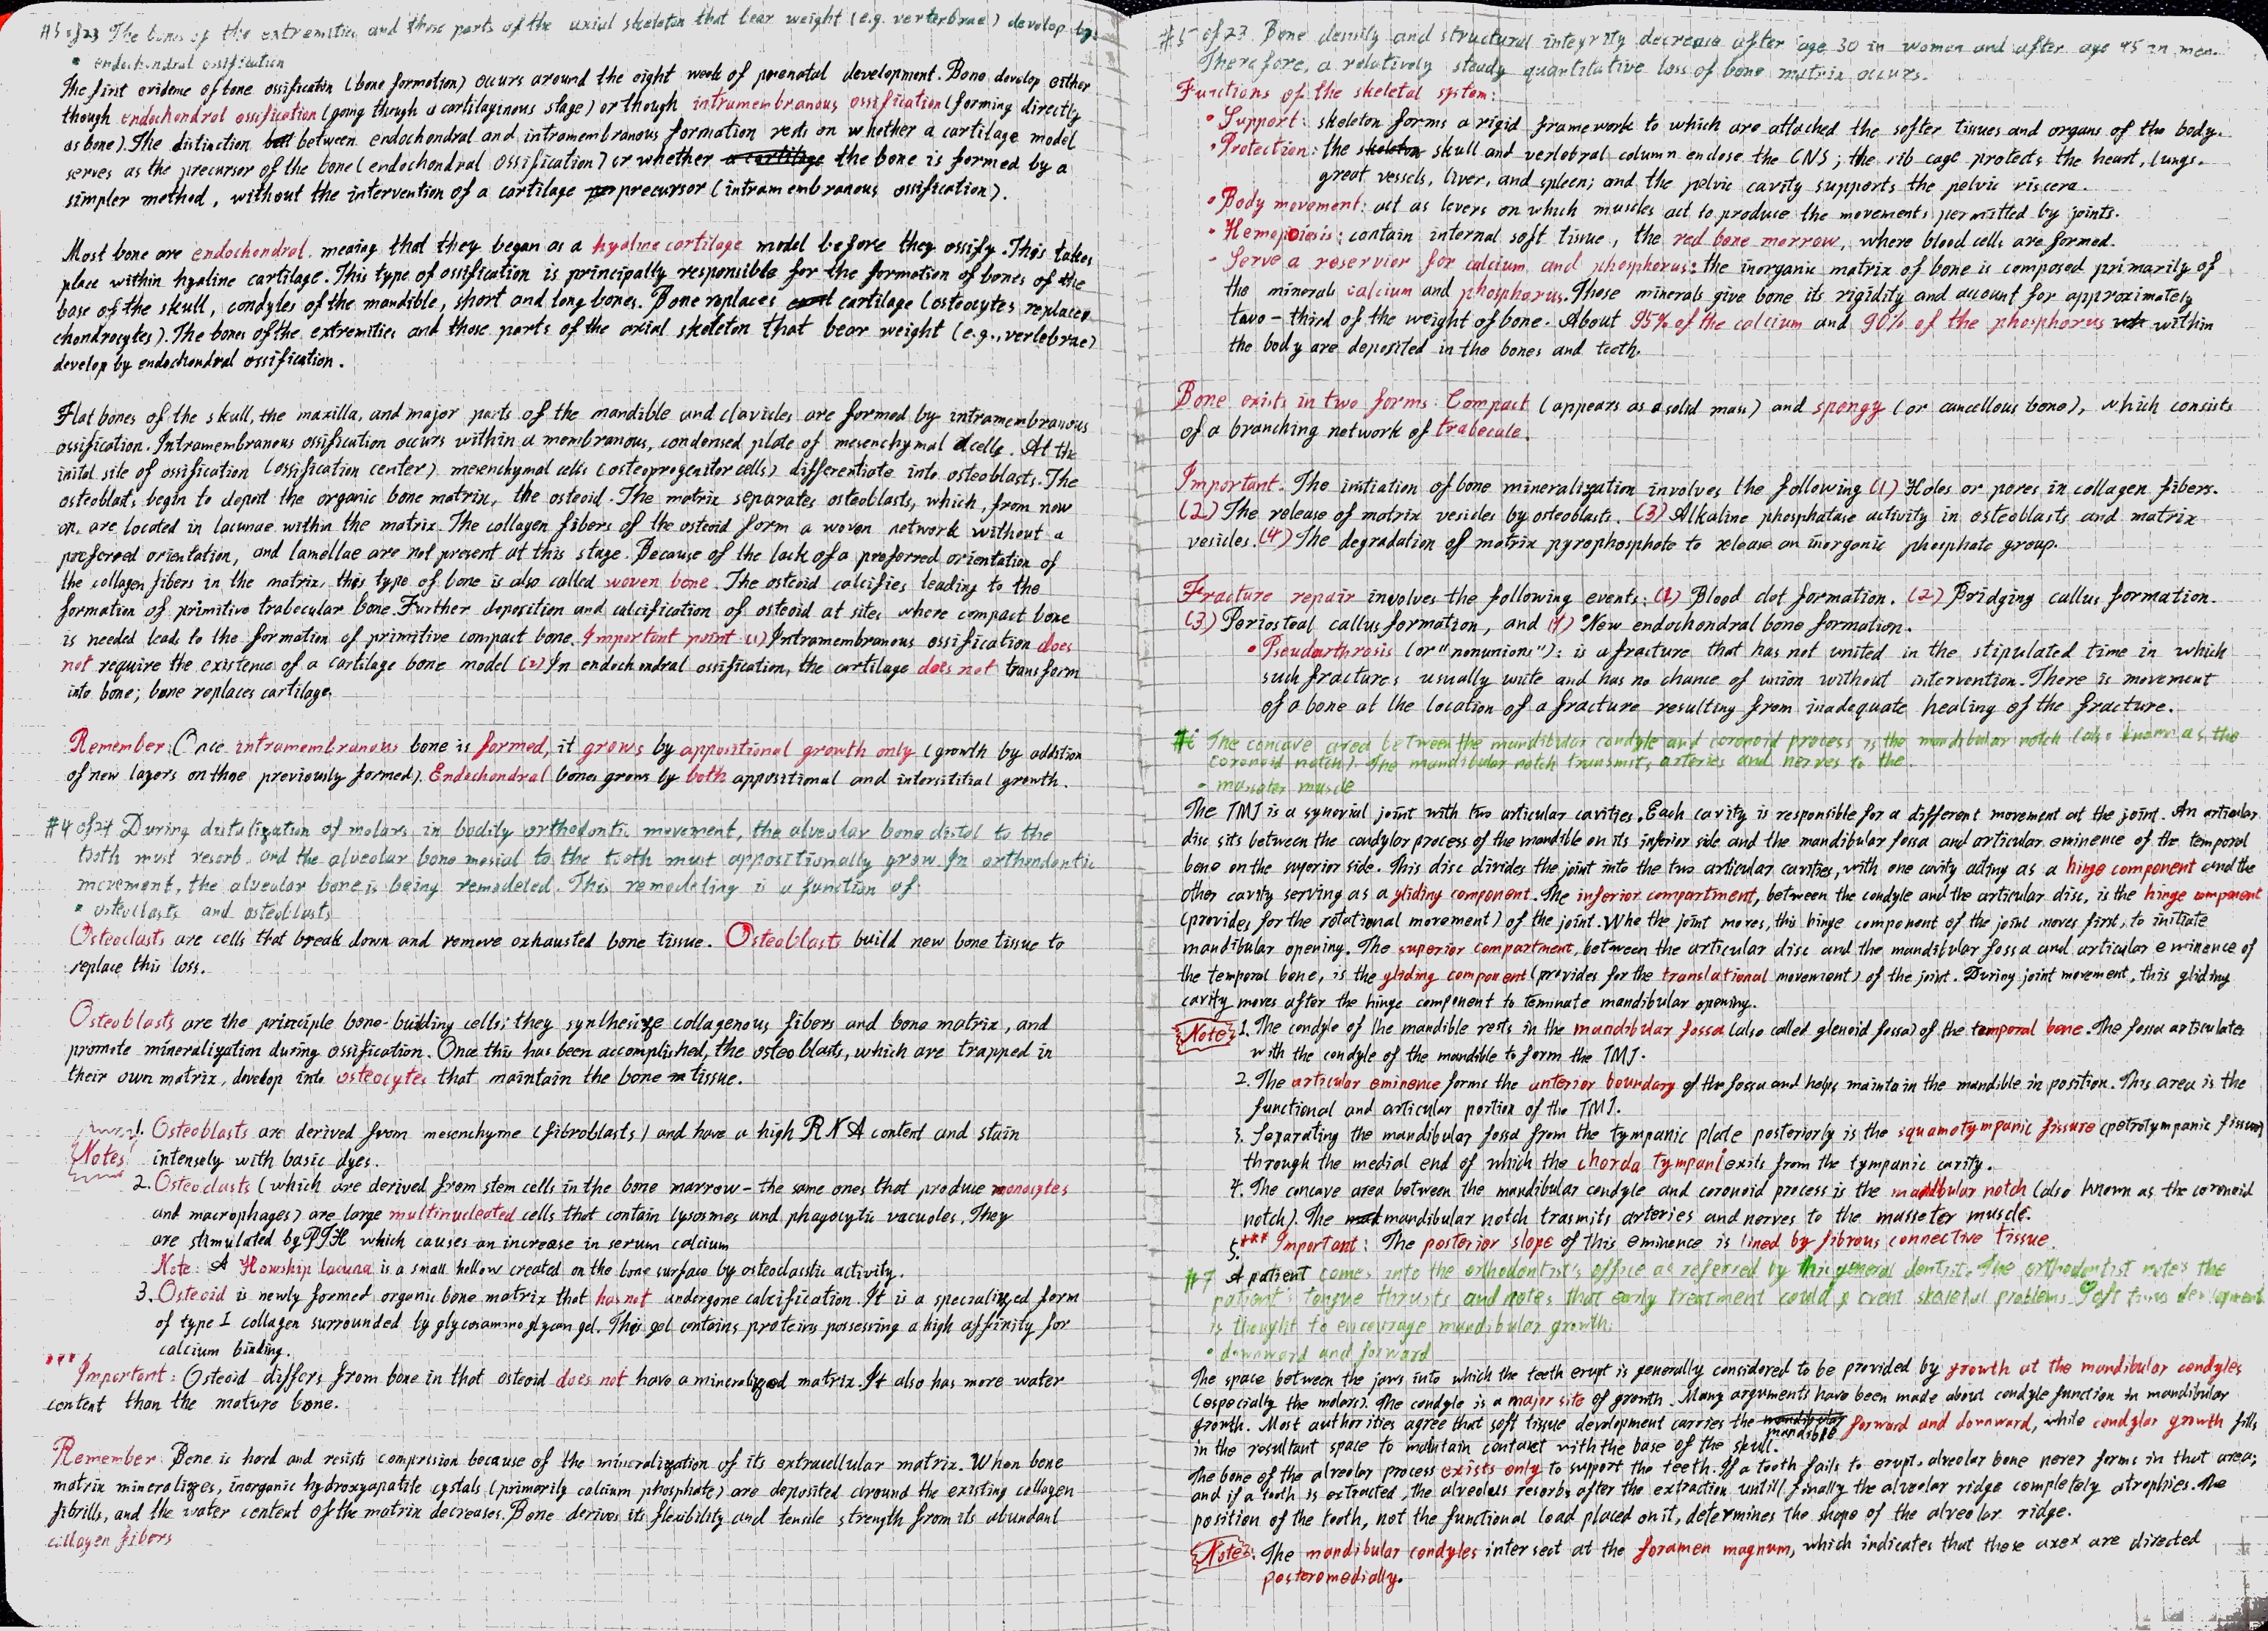 #3 of 23 The bones of the extremities and those parts of the axial skeleton that bear weight (e.g. verterbrae) develop by:
• endochondral ossification
The first evidence of bone ossification (bone formation) occurs around the eight week of prenatal development. Bone develop either
though endochondral ossification (going though a cartilaginous stage) or though intramembranous ossification (forming directly
as bone). The distinction between endochondral and intramembranous formation rests on whether a cartilage model
serves as the precursor of the bone (endochondral ossification) or whether a cartilage the bone is formed by a
simpler method, without the intervention of a cartilage precursor (intramembranous ossification).
Most bone are endochondral, meaing that they began as a hyaline cartilage model before they ossify. This takes
place within hyaline cartilage. This type of ossification is principally responsible for the formation of bones of the
base of the skull, condyles of the mandible, short and long bones. Bone replaces cartilage (osteocytes replaces
chondrocytes). The bones of the extremities and those parts of the axial skeleton that bear weight (e.g., vertebrae)
develop by endochondral ossification.
Flat bones of the skull, the maxilla, and major parts of the mandible and clavicles are formed by intramembranous
ossification. Intramembranous ossification occurs within a membranous, condensed plate of mesenchymal cells. At the
inital site of ossification (ossification center) mesenchymal cells (osteoprogenitor cells) differentiate into osteoblasts. The
osteoblasts begin to deposit the organic bone matrix, the osteoid. The matrix separates osteoblasts, which, from now
on, are located in lacunae within the matrix. The collagen fibers of the osteoid form a woven network without a
preferred orientation, and lamellae are not present at this stage. Because of the lack of a preferred orientation of
the collagen fibers in the matrix, this type of bone is also called woven bone. The osteoid calcifies leading to the
formation of primitive trabecular bone. Further deposition and calcification of osteoid at sites where compact bone
is needed leads to the formation of primitive compact bone. Important point (1) Intramembranous ossification does
not require the existence of a cartilage bone model (2) In endochondral ossification, the cartilage does not transform
into bone; bone replaces cartilage.
Remember: Once intramembranous bone is formed, it grows by appositional growth only (growth by addition
of new layers on thoe previously formed). Endochondral bones grows by both appositional and interstitial growth.
#4 of 24 During distalization of molars in bodily orthodontic movement, the alveolar bone distal to the
tooth must resorb, and the alveolar bone mesial to the tooth must appositionally grow. In orthondontic
movement, the alveolar bone is being remodeled. This remodeling is a function of:
• osteoclasts and osteoblasts
Osteoclasts are cells that break down and remove exhausted bone tissue. Osteoblasts build new bone tissue to
replace this loss.
Osteoblasts are the principle bone-building cells; they synthesize collagenous fibers and bone matrix, and
promote mineralization during ossification. Once this has been accomplished, the osteoblasts, which are trapped in
their own matrix, develop into osteocytes that maintain the bone tissue.
Notes 1. Osteoblasts are derived from mesenchyme (fibroblasts) and have a high RNA content and stain
intensely with basic dyes.
2. Osteoclasts (which are derived from stem cells in the bone marrow - the same ones that produce monocytes
and macrophages) are large multinucleated cells that contain lysosmes and phagocytic vacuoles. They
are stimulated by PTH which causes an increase in serum calcium
Note: A Howship lacuna is a small hollow created on the bone surface by osteoclasstic activity.
3. Osteoid is newly formed organic bone matrix that has not undergone calcification. It is a specialized form
of type I collagen surrounded by glycosaminoglycan gel. This gel contains proteins possessing a high affinity for
calcium binding.
Important: Osteoid differs from bone in that osteoid does not have a mineralized matrix. It also has more water
content than the mature bone.
Remember: Bone is hard and resists compression because of the mineralization of its extracellular matrix. When bone
matrix mineralizes, inorganic hydroxyapatite cystals (primarily calcium phosphate) are deposited around the existing collagen
fibrills, and the water content of the matrix decreases. Bone derives its flexibility and tensile strength from its abundant
collagen fibers
#5 of 23 Bone density and structural integrity decrease after age 30 in women and after age 45 in men.
Therefore, a relatively steady quantitative loss of bone matrix occurs.
Functions of the skeletal system:
• Support: skeleton forms a rigid framework to which are attached the softer tissues and organs of the body.
• Protection: the skeleton skull and vertebral column enclose the CNS; the rib cage protects the heart, lungs.
great vessels, liver, and spleen; and the pelvic cavity supports the pelvic viscera.
• Body movement: act as levers on which muscles act to produce the movements permitted by joints.
• Hemopioisis: contain internal soft tissue, the red bone marrow, where blood cells are formed.
- Serve a reservior for calcium and phosphorus: the inorganic matrix of bone is composed primarily of
the minerals calcium and phosphorus. These minerals give bone its rigidity and account for approximately
two-third of the weight of bone. About 95% of the calcium and 90% of the phosphorus within
the body are deposited in the bones and teeth.
Bone exists in two forms: Compact (appears as a solid mass) and spongy (or cancellous bone), which consists
of a branching network of trabecule.
Important: The initiation of bone mineralization involves the following (1) Holes or pores in collagen fibers.
(2) The release of matrix vesicles by osteoblasts. (3) Alkaline phosphatase activity in osteoblasts and matrix
vesicles. (4) The degradation of matrix pyrophosphate to release an inorganic phosphate group.
Fracture repair involves the following events: (1) Blood clot formation. (2) Bridging callus formation.
(3) Periosteal callus formation, and (4) New endochondral bone formation.
• Pseudarthrosis (or "nonunions"): is a fracture that has not united in the stipulated time in which
such fractures usually unite and has no chance of union without intervention. There is movement
of a bone at the location of a fracture resulting from inadequate healing of the fracture.
#6 The concave area between the mandibular condyle and coronoid process is the mandibular notch (also known as the
coronoid notch). The mandibular notch transmits arteries and nerves to the:
• masseter muscle
The TMJ is a synovial joint with two articular cavities. Each cavity is responsible for a different movement at the joint. An articular
disc sits between the condylar process of the mandible on its inferior side and the mandibular fossa and articular eminence of the temporal
bone on the superior side. This disc divides the joint into the two articular cavities, with one cavity acting as a hinge component and the
other cavity serving as a gliding component. The inferior compartment, between the condyle and the articular disc, is the hinge component
(provides for the rotational movement) of the joint. Whe the joint moves, this hinge component of the joint moves first, to initiate
mandibular opening. The superior compartment, between the articular disc and the mandibular fossa and articular eminence of
the temporal bone, is the gliding component (provides for the translational movement) of the joint. During joint movement, this gliding
cavity moves after the hinge component to teminate mandibular opening.
Notes 1. The condyle of the mandible rests in the mandibular fossa (also called glenoid fossa) of the temporal bone. The fossa articulates
with the condyle of the mandible to form the TMJ.
2. The articular eminence forms the anterior boundary of the fossa and helps maintain the mandible in position. This area is the
functional and articular portion of the TMJ.
3. Separating the mandibular fossa from the tympanic plate posteriorly is the squamotympanic fissure (petrotympanic fissure)
through the medial end of which the chorda tympani exits from the tympanic cavity.
4. The concave area between the mandibular condyle and coronoid process is the mandibular notch (also known as the coronoid
notch). The mandibular notch trasmits arteries and nerves to the masseter muscle.
5. *** Important: The posterior slope of this eminence is lined by fibrous connective tissue.
#7 A patient comes into the orthodontist's office as referred by his general dentist. The orthodontist notes the
patient's tongue thrusts and notes that early treatment could prevent skeletal problems. Soft tissue development
is thought to encourage mandibular growth:
• downward and forward
The space between the jaws into which the teeth erupt is generally considered to be provided by growth at the mandibular condyles
(especially the molars). The condyle is a major site of growth. Many arguments have been made about condyle function in mandibular
growth. Most authorities agree that soft tissue development carries the mandible forward and downward, while condylar growth fills
in the resultant space to maintain contact with the base of the skull.
The bone of the alveolar process exists only to support the teeth. If a tooth fails to erupt, alveolar bone never forms in that area;
and if a tooth is extracted, the alveolus resorbs after the extraction untill finally the alveolar ridge completely atrophies. The
position of the tooth, not the functional load placed on it, determines the shape of the alveolar ridge.
Note: The mandibular condyles intersect at the foramen magnum, which indicates that these axex are directed
posteromedially.